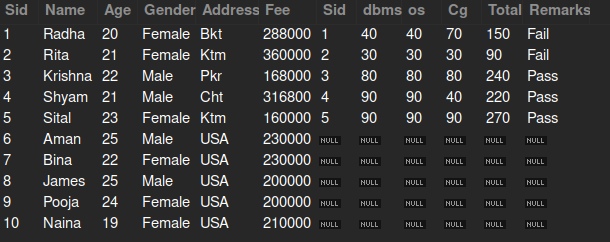 Sid Name Age Gender Address Fee Sid dbms os Cg Total Remarks
1 Radha 20 Female Bkt 288000 1 40 40 70 150 Fail
2 Rita 21 Female Ktm 360000 2 30 30 30 90 Fail
3 Krishna 22 Male Pkr 168000 3 80 80 80 240 Pass
4 Shyam 21 Male Cht 316800 4 90 90 40 220 Pass
5 Sital 23 Female Ktm 160000 5 90 90 90 270 Pass
6 Aman 25 Male USA 230000 NULL NULL NULL NULL NULL NULL
7 Bina 22 Female USA 230000 NULL NULL NULL NULL NULL NULL
8 James 25 Male USA 200000 NULL NULL NULL NULL NULL NULL
9 Pooja 24 Female USA 200000 NULL NULL NULL NULL NULL NULL
10 Naina 19 Female USA 210000 NULL NULL NULL NULL NULL NULL